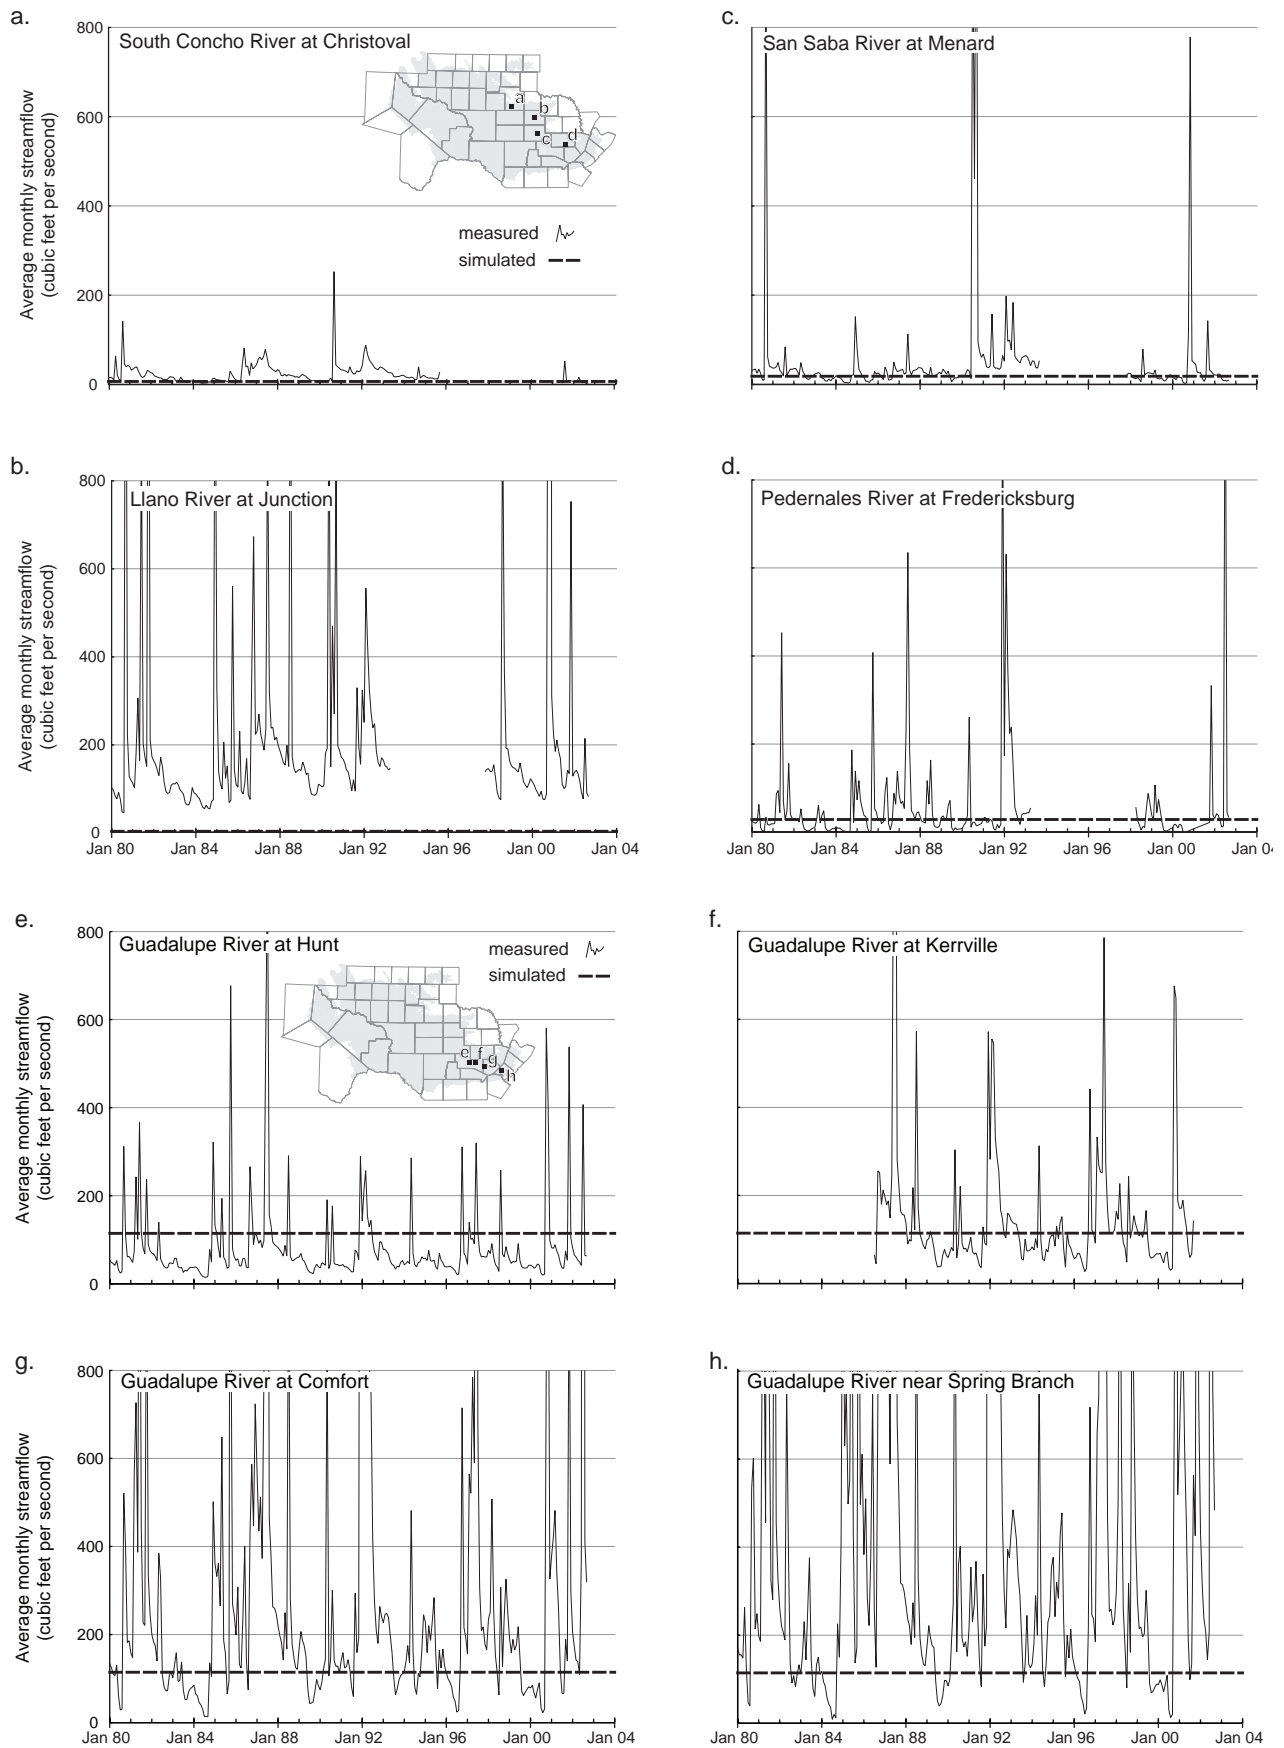 a.
South Concho River at Christoval
800
600
400
200
0
Average monthly streamflow
(cubic feet per second)
a
b
c
d
measured
simulated
c.
San Saba River at Menard
b.
Llano River at Junction
800
600
400
200
0
Average monthly streamflow
(cubic feet per second)
Jan 80
Jan 84
Jan 88
Jan 92
Jan 96
Jan 00
Jan 04
d.
Pedernales River at Fredericksburg
Jan 80
Jan 84
Jan 88
Jan 92
Jan 96
Jan 00
Jan 04
e.
Guadalupe River at Hunt
800
600
400
200
0
Average monthly streamflow
(cubic feet per second)
measured
simulated
e
f
g
h
f.
Guadalupe River at Kerrville
g.
Guadalupe River at Comfort
800
600
400
200
0
Average monthly streamflow
(cubic feet per second)
Jan 80
Jan 84
Jan 88
Jan 92
Jan 96
Jan 00
Jan 04
h.
Guadalupe River near Spring Branch
Jan 80
Jan 84
Jan 88
Jan 92
Jan 96
Jan 00
Jan 04